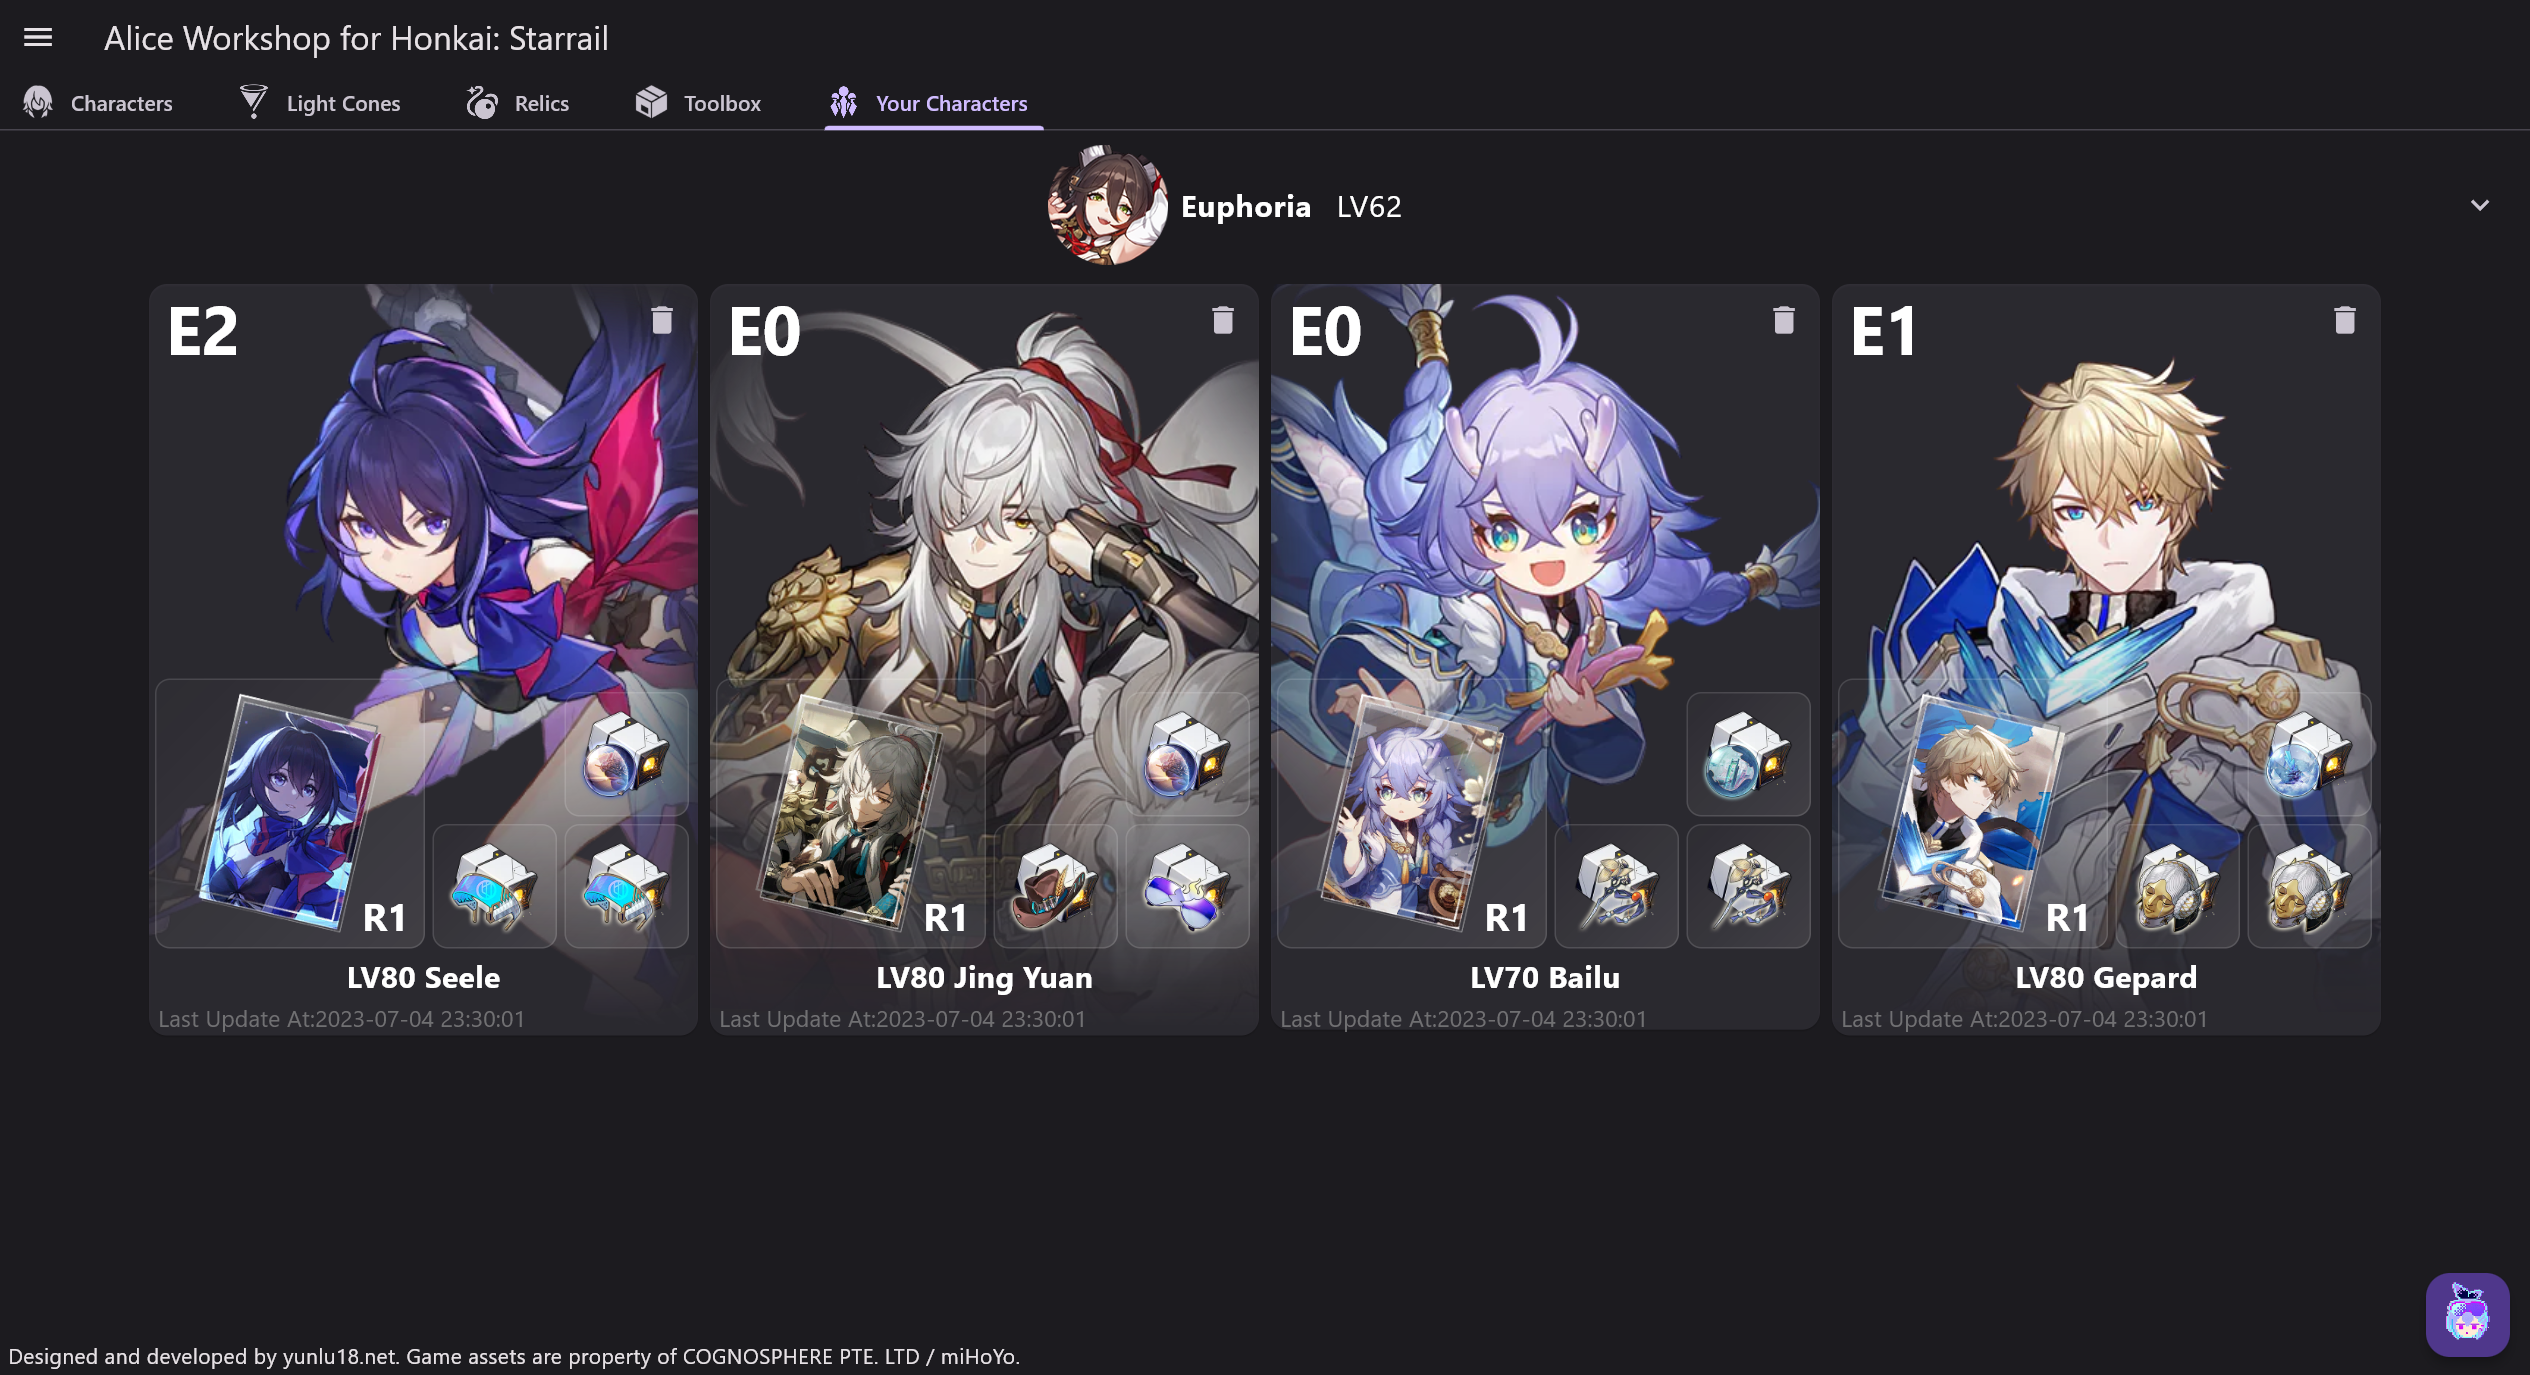 Alice Workshop for Honkai: Starrail
Characters
Light Cones
Relics
Toolbox
Your Characters
Euphoria LV62
E2
R1
LV80 Seele
Last Update At:2023-07-04 23:30:01
E0
R1
LV80 Jing Yuan
Last Update At:2023-07-04 23:30:01
E0
R1
LV70 Bailu
Last Update At:2023-07-04 23:30:01
E1
R1
LV80 Gepard
Last Update At:2023-07-04 23:30:01
Designed and developed by yunlu18.net. Game assets are property of COGNOSPHERE PTE. LTD / miHoYo.